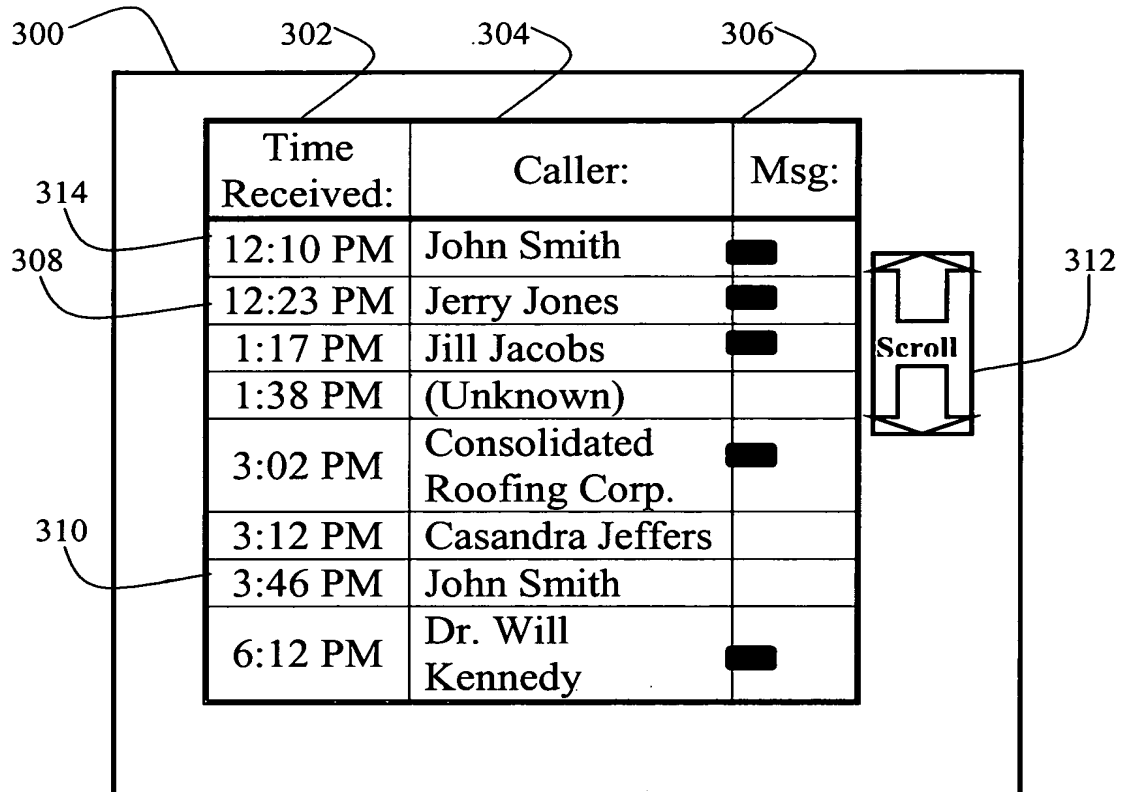 300
302
304
306
Time
Received:
Caller:
Msg:
314
12:10 PM
John Smith
308
312
12:23 PM
Jerry Jones
1:17 PM
Jill Jacobs
Scroll
1:38 PM
(Unknown)
3:02 PM
Consolidated
Roofing Corp.
310
3:12 PM
Casandra Jeffers
3:46 PM
John Smith
6:12 PM
Dr. Will
Kennedy